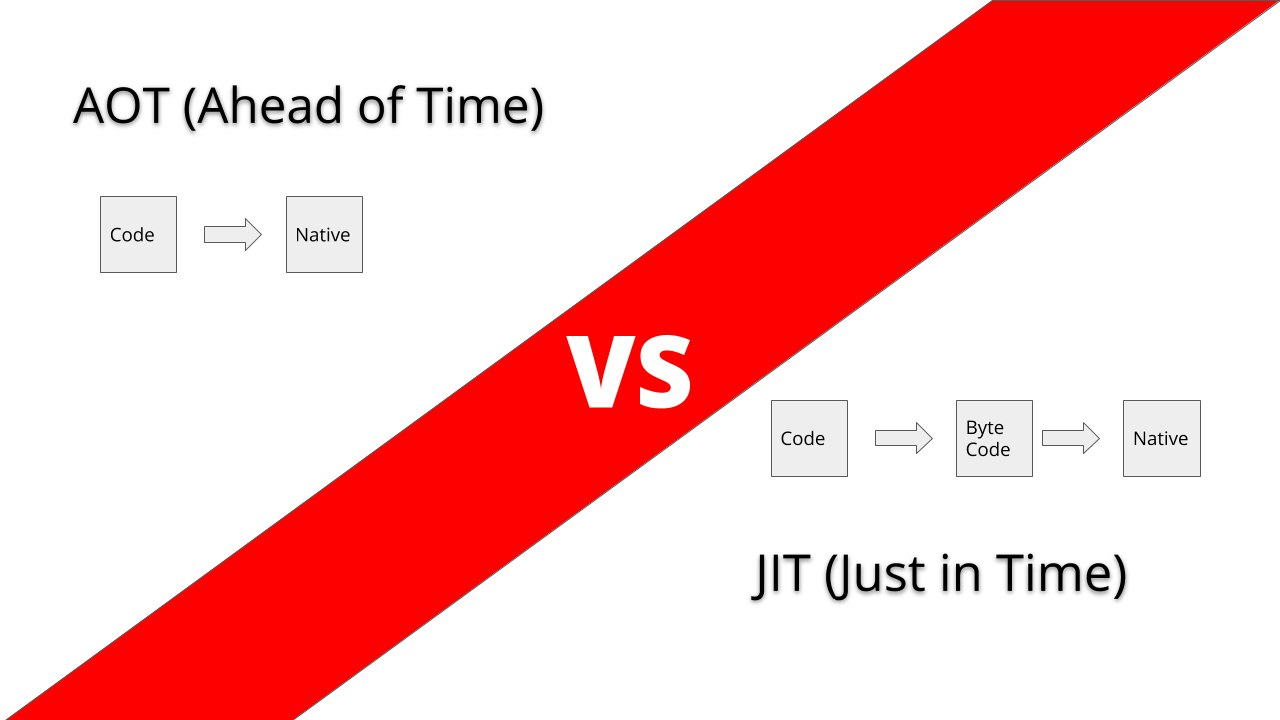 AOT (Ahead of Time)
Code
Native
VS
Code
Byte
Code
Native
JIT (Just in Time)